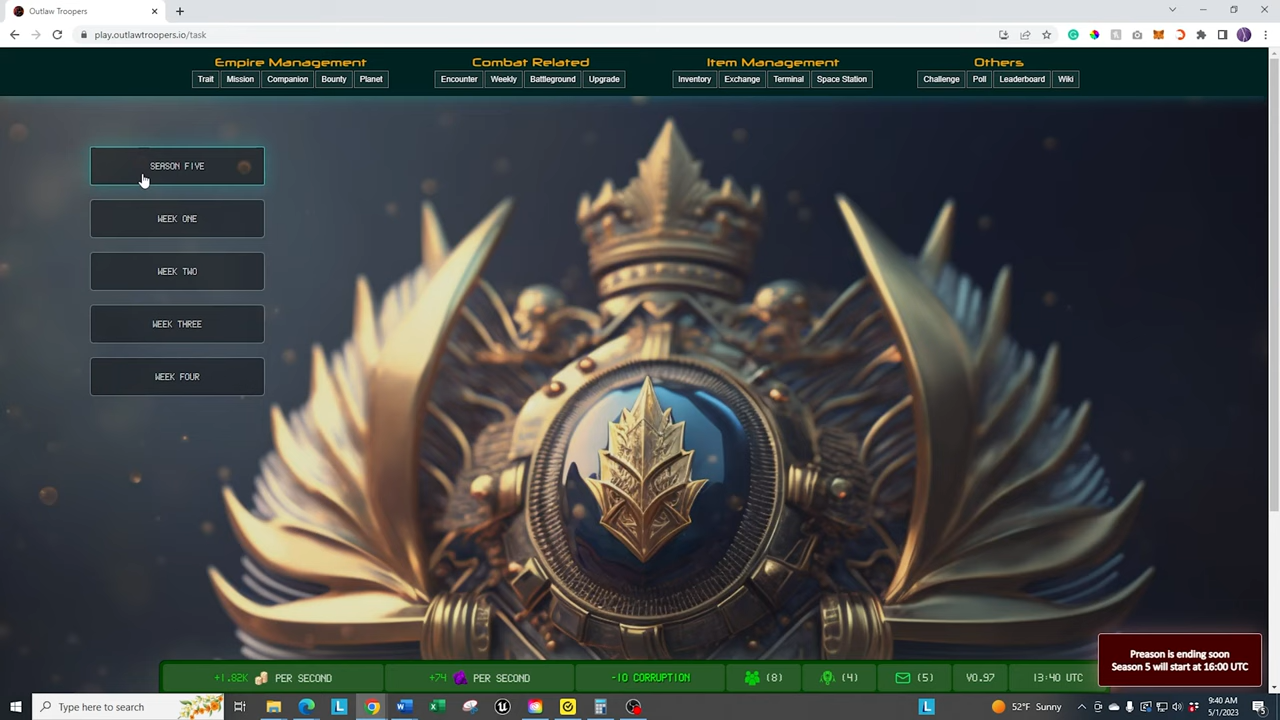 Outlaw Troopers
play.outlawtroopers.io/task
Empire Management
Combat Related
Item Management
Others
Trait
Mission
Companion
Bounty
Planet
Encounter
Weekly
Battleground
Upgrade
Inventory
Exchange
Terminal
Space Station
Challenge
Poll
Leaderboard
Wiki
SEASON FIVE
WEEK ONE
WEEK TWO
WEEK THREE
WEEK FOUR
Preason is ending soon
Season 5 will start at 16:00 UTC
+1.82K PER SECOND
+74 PER SECOND
-10 CORRUPTION
(8)
(4)
(5)
V0.97
13:40 UTC
Type here to search
52°F Sunny
9:40 AM
5/1/2023